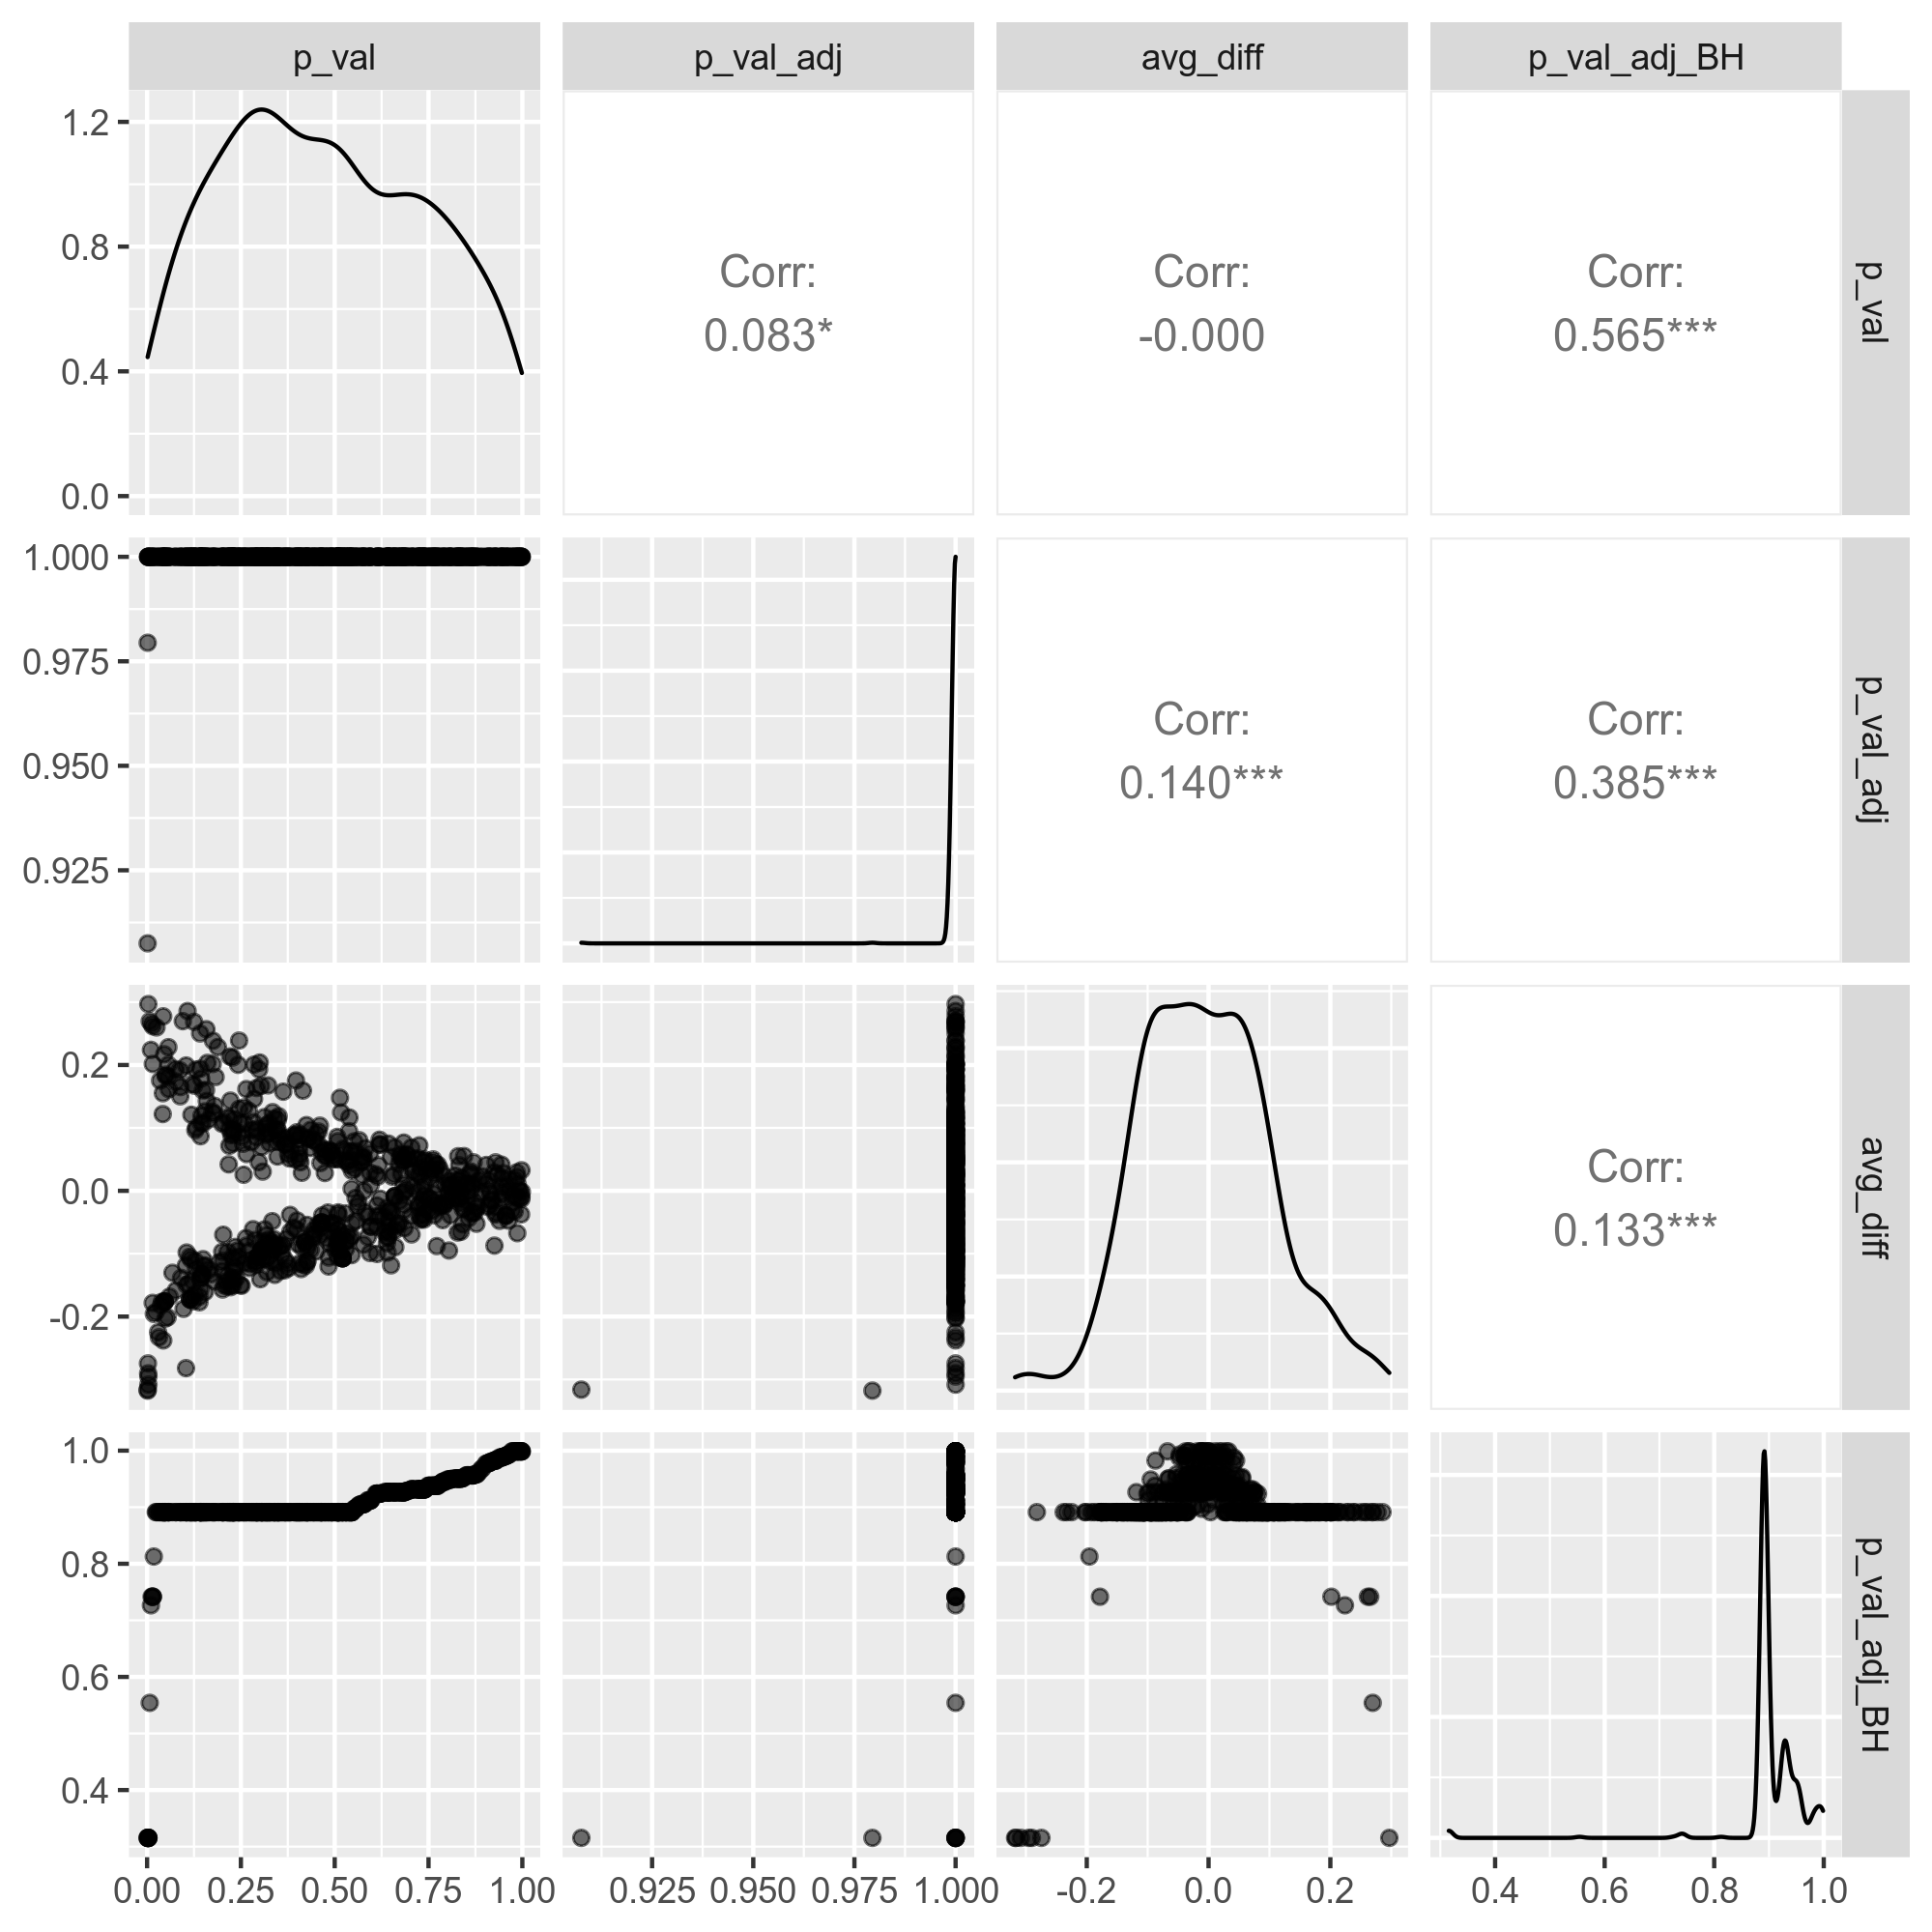 p_val p_val_adj avg_diff p_val_adj_BH
1.2
0.8
0.4
0.0
Corr:
0.083*
Corr:
-0.000
Corr:
0.565***
p_val
1.000
0.975
0.950
0.925
Corr:
0.140***
Corr:
0.385***
p_val_adj
0.2
0.0
-0.2
Corr:
0.133***
avg_diff
1.0
0.8
0.6
0.4
p_val_adj_BH
0.00 0.25 0.50 0.75 1.00
0.925 0.950 0.975 1.000
-0.2 0.0 0.2
0.4 0.6 0.8 1.0